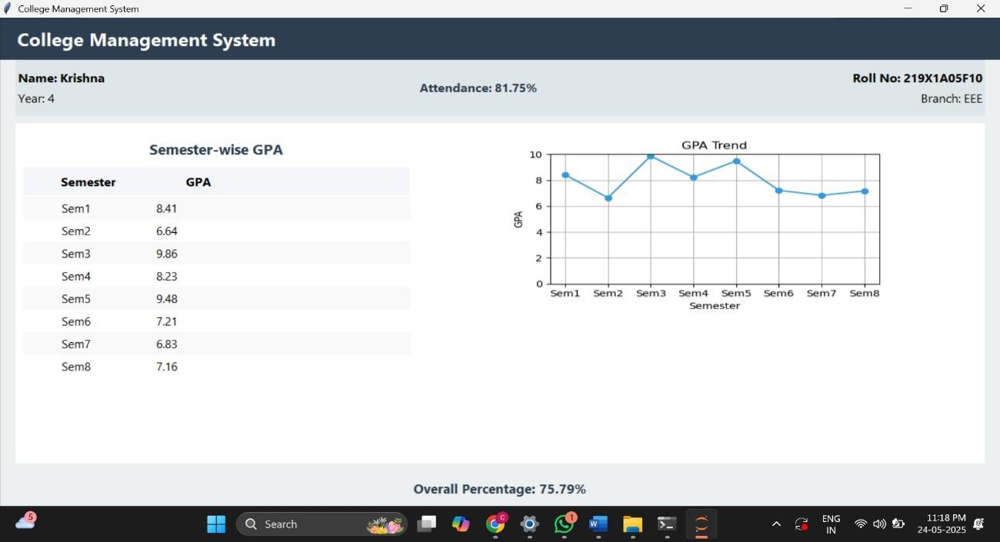 College Management System
College Management System
Name: Krishna
Attendance: 81.75%
Roll No: 219X1A05F10
Year: 4
Branch: EEE
Semester-wise GPA
Semester GPA
Sem1 8.41
Sem2 6.64
Sem3 9.86
Sem4 8.23
Sem5 9.48
Sem6 7.21
Sem7 6.83
Sem8 7.16
GPA Trend
10
8
6
4
2
0
GPA
Sem1 Sem2 Sem3 Sem4 Sem5 Sem6 Sem7 Sem8
Semester
Overall Percentage: 75.79%
5
Search
C
1
W
ENG
IN
11:18 PM
24-05-2025